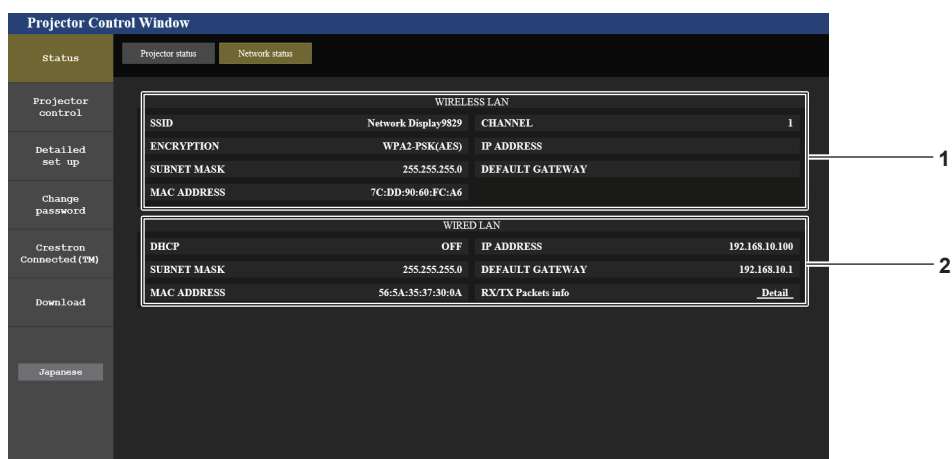 Projector Control Window
Status
Projector status Network status
Projector
control
Detailed
set up
Change
password
Crestron
Connected(TM)
Download
Japanese
WIRELESS LAN
SSID Network Display9829 CHANNEL 1
ENCRYPTION WPA2-PSK(AES) IP ADDRESS
SUBNET MASK 255.255.255.0 DEFAULT GATEWAY
MAC ADDRESS 7C:DD:90:60:FC:A6
1
WIRED LAN
DHCP OFF IP ADDRESS 192.168.10.100
SUBNET MASK 255.255.255.0 DEFAULT GATEWAY 192.168.10.1
MAC ADDRESS 56:5A:35:37:30:0A RX/TX Packets info Detail
2